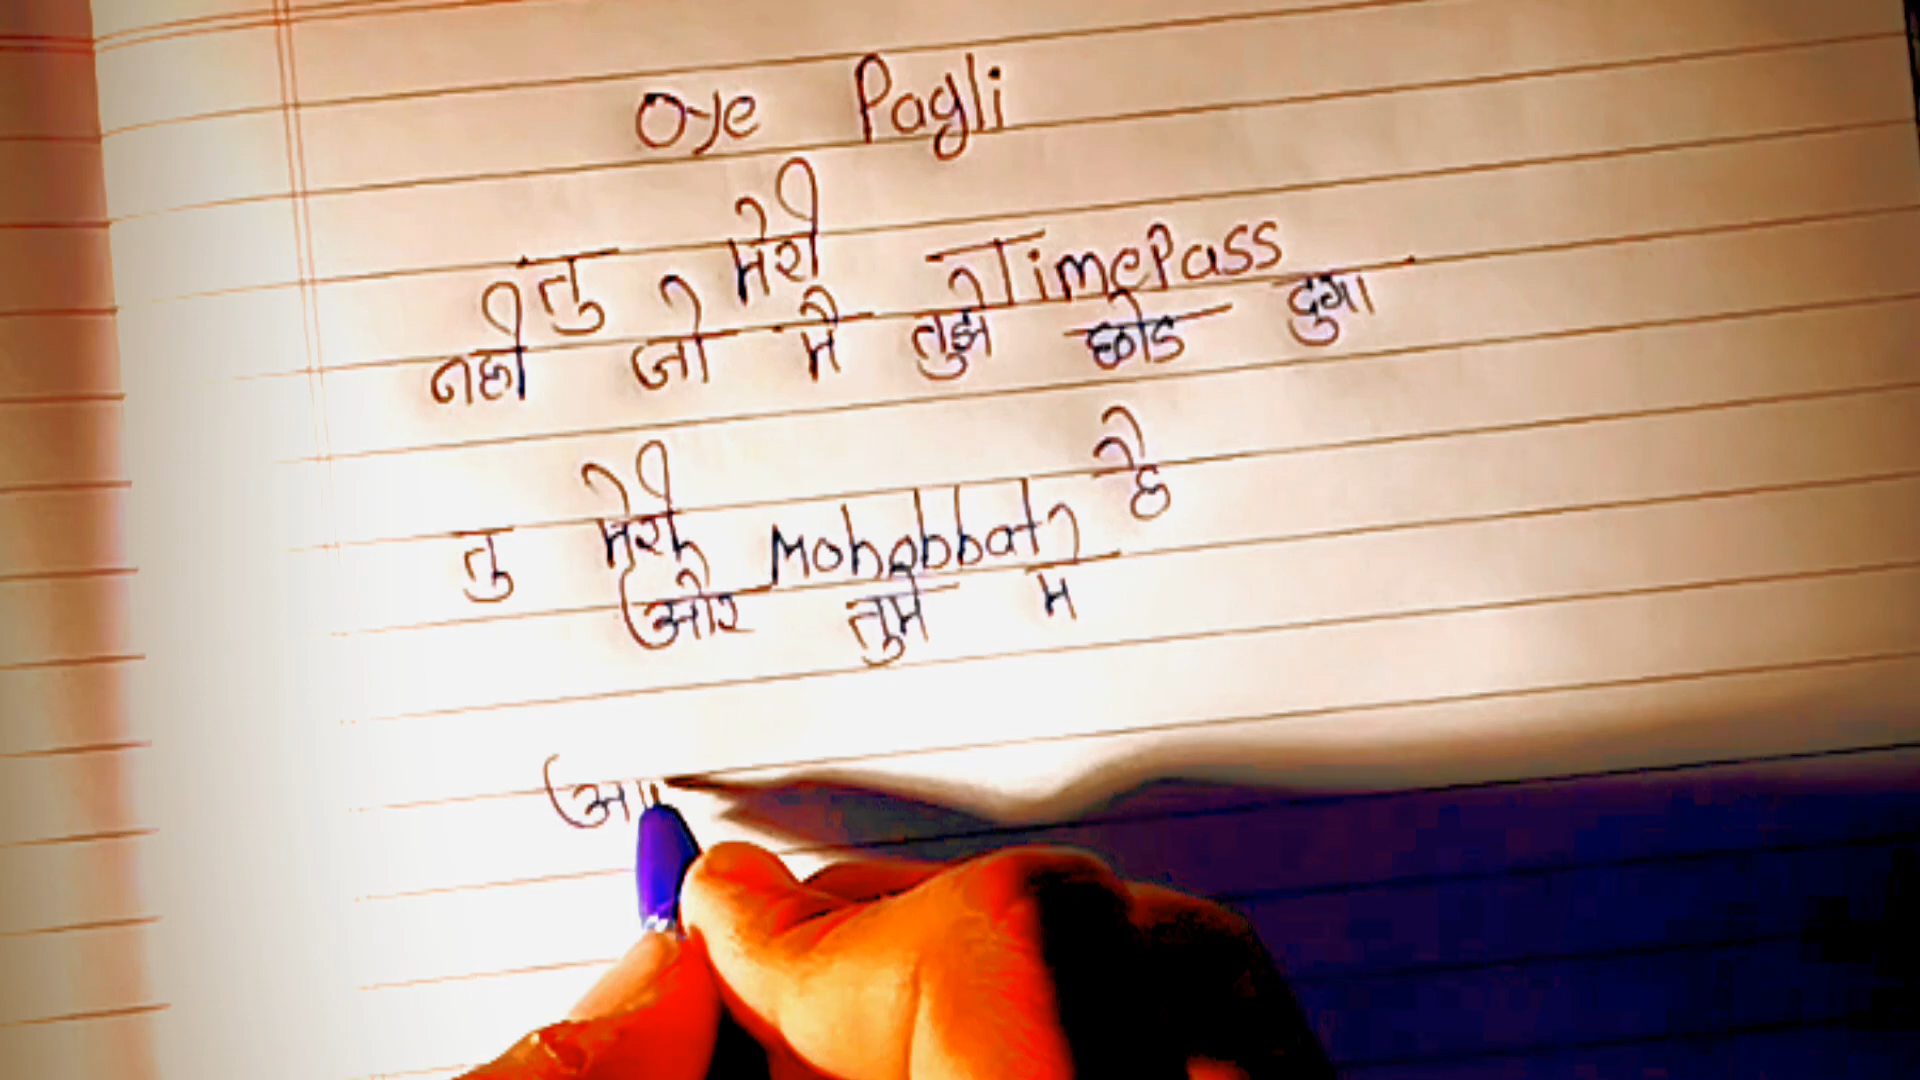 Oye Pagli
तु मेरी TimePass
नही जो मै तुझे छोड दुगा
तु मेरी Mohabbat है
और तुम मे